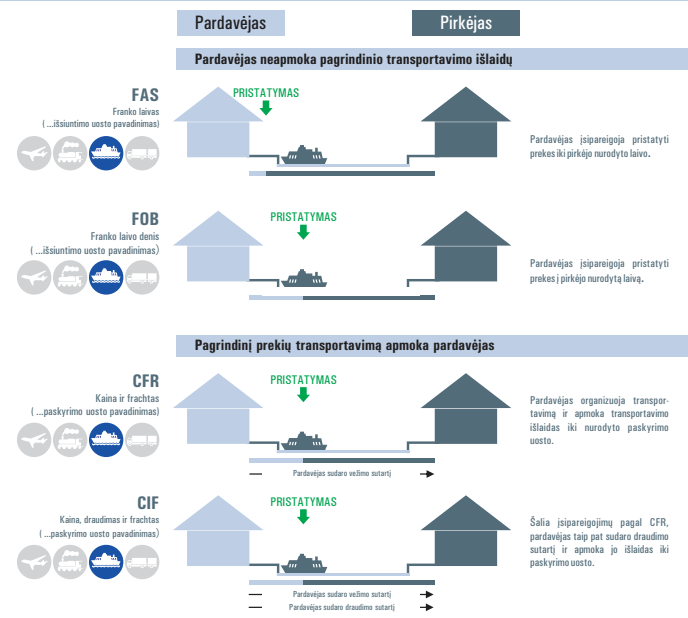 Pardavėjas
Pirkėjas
Pardavėjas neapmoka pagrindinio transportavimo išlaidų
FAS
Franko laivas
( ...išsiuntimo uosto pavadinimas)
PRISTATYMAS
Pardavėjas įsipareigoja pristatyti
prekes iki pirkėjo nurodyto laivo.
FOB
Franko laivo denis
( ...išsiuntimo uosto pavadinimas)
PRISTATYMAS
Pardavėjas įsipareigoja pristatyti
prekes į pirkėjo nurodytą laivą.
Pagrindinį prekių transportavimą apmoka pardavėjas
CFR
Kaina ir frachtas
( ...paskyrimo uosto pavadinimas)
PRISTATYMAS
Pardavėjas sudaro vežimo sutartį
Pardavėjas organizuoja transpor-
tavimą ir apmoka transportavimo
išlaidas iki nurodyto paskyrimo
uosto.
CIF
Kaina, draudimas ir frachtas
( ...paskyrimo uosto pavadinimas)
PRISTATYMAS
Pardavėjas sudaro vežimo sutartį
Pardavėjas sudaro draudimo sutartį
Šalia įsipareigojimų pagal CFR,
pardavėjas taip pat sudaro draudimo
sutartį ir apmoka jo išlaidas iki
paskyrimo uosto.